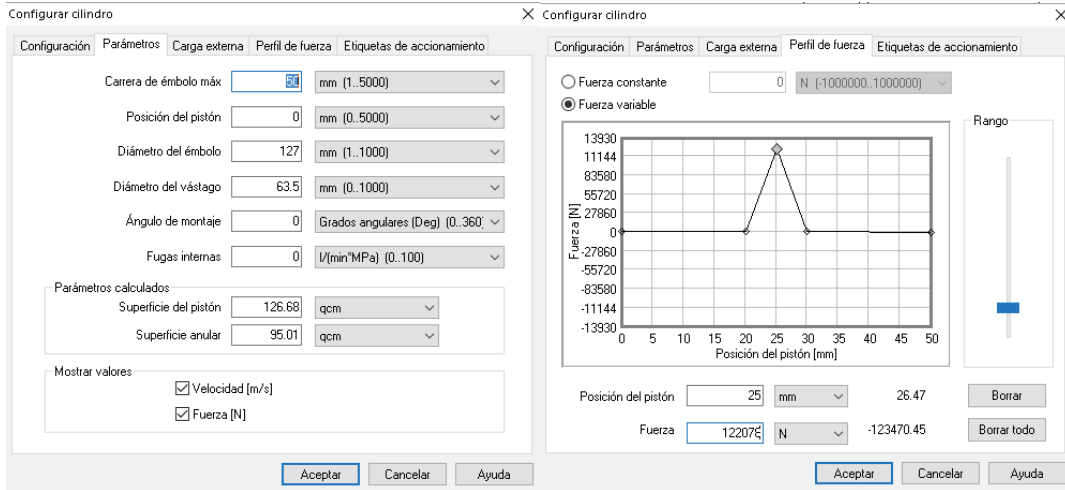 Configurar cilindro
Configuración Parámetros Carga externa Perfil de fuerza Etiquetas de accionamiento
Carrera de émbolo máx 50 mm (1..5000)
Posición del pistón 0 mm (0..5000)
Diámetro del émbolo 127 mm (1..1000)
Diámetro del vástago 63.5 mm (0..1000)
Ángulo de montaje 0 Grados angulares (Deg) (0..360)
Fugas internas 0 l/(min*MPa) (0..100)
Parámetros calculados
Superficie del pistón 126.68 qcm
Superficie anular 95.01 qcm
Mostrar valores
Velocidad [m/s]
Fuerza [N]
Aceptar Cancelar Ayuda
Configurar cilindro
Configuración Parámetros Carga externa Perfil de fuerza Etiquetas de accionamiento
Fuerza constante 0 N (-1000000..1000000)
Fuerza variable
Rango
Fuerza [N]
13930
11144
83580
55720
27860
0
-27860
-55720
-83580
-11144
-13930
0 5 10 15 20 25 30 35 40 45 50
Posición del pistón [mm]
Posición del pistón 25 mm 26.47 Borrar
Fuerza N -123470.45 Borrar todo
Aceptar Cancelar Ayuda